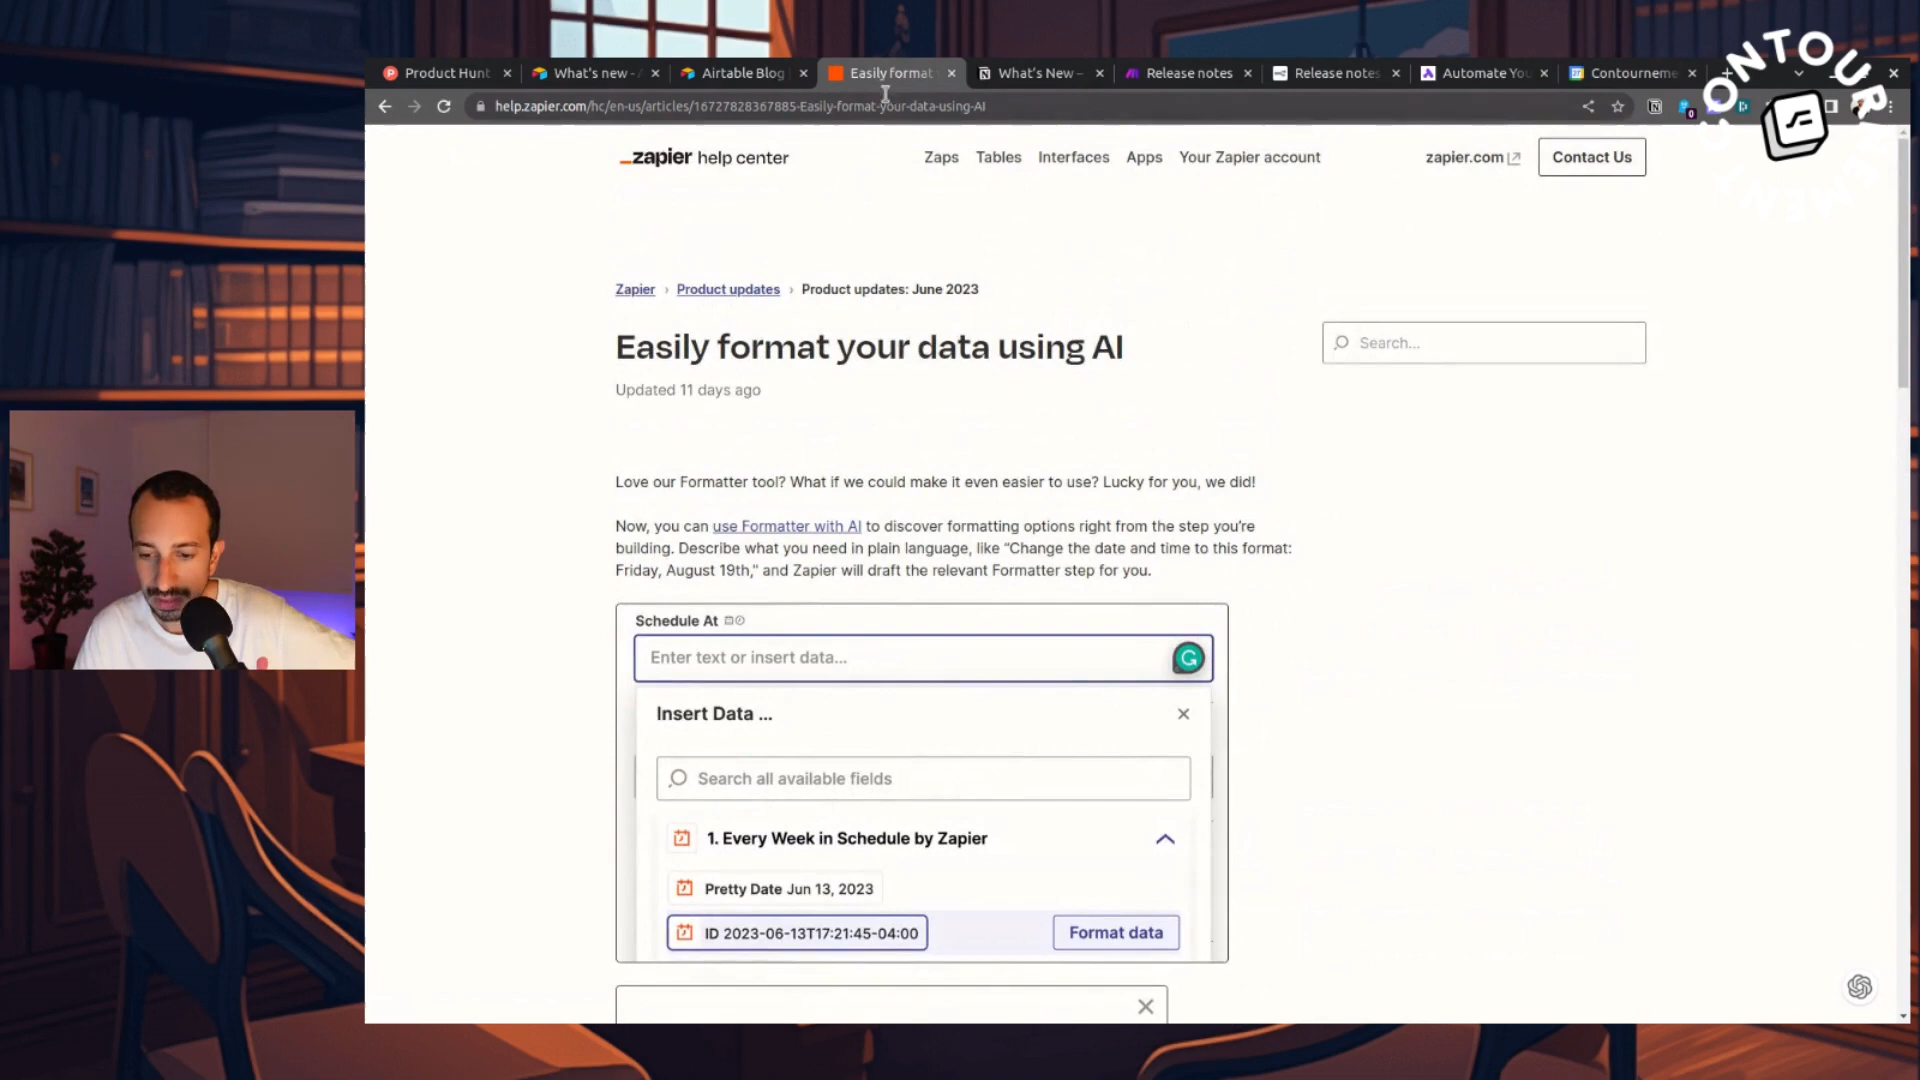 Product Hunt
What's new - A
Airtable Blog
Easily format
What's New –
Release notes
Release notes
Automate You
Contourneme
help.zapier.com/hc/en-us/articles/16727828367885-Easily-format-your-data-using-AI
0
CONTOURNEMENT
_zapier help center
Zaps
Tables
Interfaces
Apps
Your Zapier account
zapier.com
Contact Us
Zapier › Product updates › Product updates: June 2023
Easily format your data using AI
Search...
Updated 11 days ago
Love our Formatter tool? What if we could make it even easier to use? Lucky for you, we did!
Now, you can use Formatter with AI to discover formatting options right from the step you're
building. Describe what you need in plain language, like “Change the date and time to this format:
Friday, August 19th,” and Zapier will draft the relevant Formatter step for you.
Schedule At
Enter text or insert data...
Insert Data ...
Search all available fields
1. Every Week in Schedule by Zapier
Pretty Date Jun 13, 2023
ID 2023-06-13T17:21:45-04:00
Format data